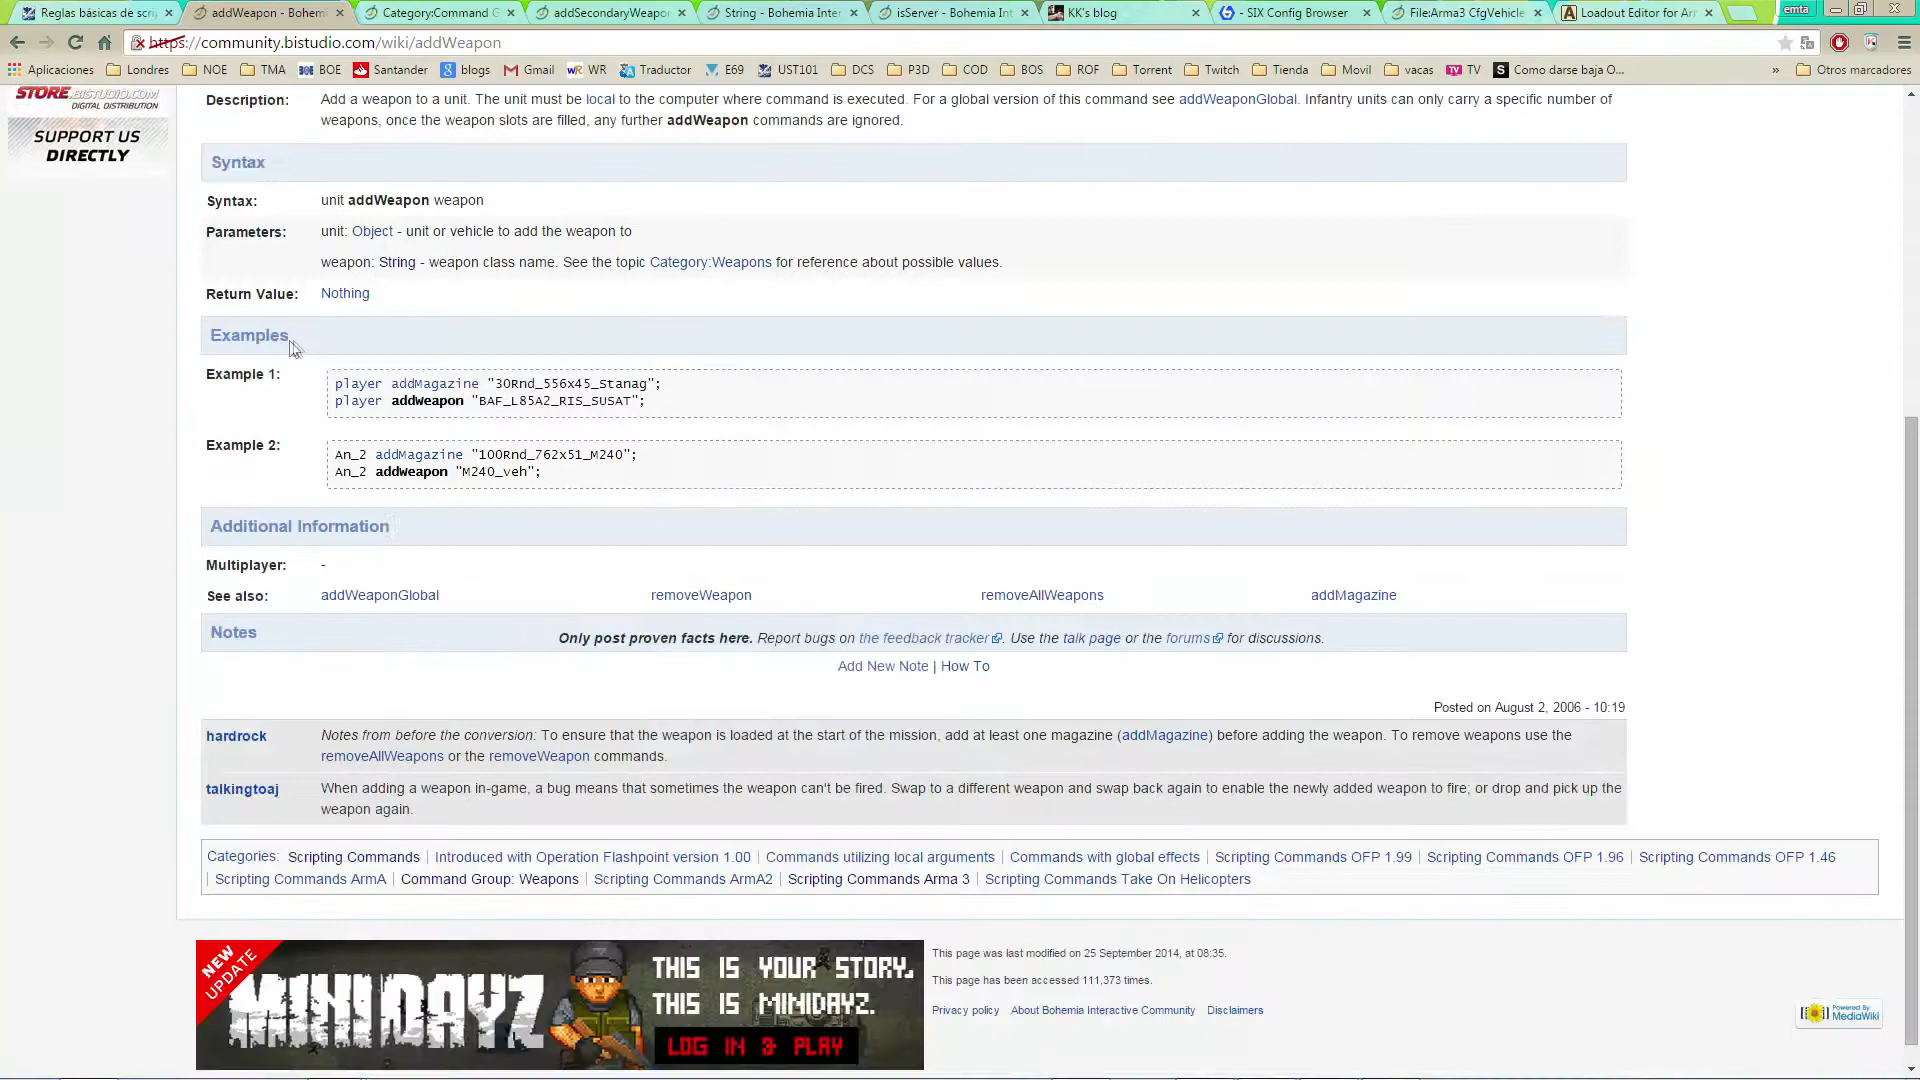 Reglas básicas de scri
addWeapon - Bohemi
Category:Command G
addSecondaryWeapo
String - Bohemia Inter
isServer - Bohemia Int
KK's blog
- SIX Config Browser
File:Arma3 CfgVehicle
Loadout Editor for Ar
emta
https://community.bistudio.com/wiki/addWeapon
Aplicaciones Londres NOE TMA BOE Santander blogs Gmail WR Traductor E69 UST101 DCS P3D COD BOS ROF Torrent Twitch Tienda Movil vacas TV Como darse baja O... » Otros marcadores
STORE.BISTUDIO.COM
DIGITAL DISTRIBUTION
SUPPORT US
DIRECTLY
Description: Add a weapon to a unit. The unit must be local to the computer where command is executed. For a global version of this command see addWeaponGlobal. Infantry units can only carry a specific number of
weapons, once the weapon slots are filled, any further addWeapon commands are ignored.
Syntax
Syntax: unit addWeapon weapon
Parameters: unit: Object - unit or vehicle to add the weapon to
weapon: String - weapon class name. See the topic Category:Weapons for reference about possible values.
Return Value: Nothing
Examples
Example 1: player addMagazine "30Rnd_556x45_Stanag";
player addWeapon "BAF_L85A2_RIS_SUSAT";
Example 2: An_2 addMagazine "100Rnd_762x51_M240";
An_2 addWeapon "M240_veh";
Additional Information
Multiplayer: -
See also: addWeaponGlobal removeWeapon removeAllWeapons addMagazine
Notes Only post proven facts here. Report bugs on the feedback tracker. Use the talk page or the forums for discussions.
Add New Note | How To
Posted on August 2, 2006 - 10:19
hardrock Notes from before the conversion: To ensure that the weapon is loaded at the start of the mission, add at least one magazine (addMagazine) before adding the weapon. To remove weapons use the
removeAllWeapons or the removeWeapon commands.
talkingtoaj When adding a weapon in-game, a bug means that sometimes the weapon can't be fired. Swap to a different weapon and swap back again to enable the newly added weapon to fire; or drop and pick up the
weapon again.
Categories: Scripting Commands | Introduced with Operation Flashpoint version 1.00 | Commands utilizing local arguments | Commands with global effects | Scripting Commands OFP 1.99 | Scripting Commands OFP 1.96 | Scripting Commands OFP 1.46
| Scripting Commands ArmA | Command Group: Weapons | Scripting Commands ArmA2 | Scripting Commands Arma 3 | Scripting Commands Take On Helicopters
NEW
UPDATE
MINIDAYZ
THIS IS YOUR STORY,
THIS IS MINIDAYZ.
LOG IN & PLAY
This page was last modified on 25 September 2014, at 08:35.
This page has been accessed 111,373 times.
Privacy policy About Bohemia Interactive Community Disclaimers
Powered By
MediaWiki